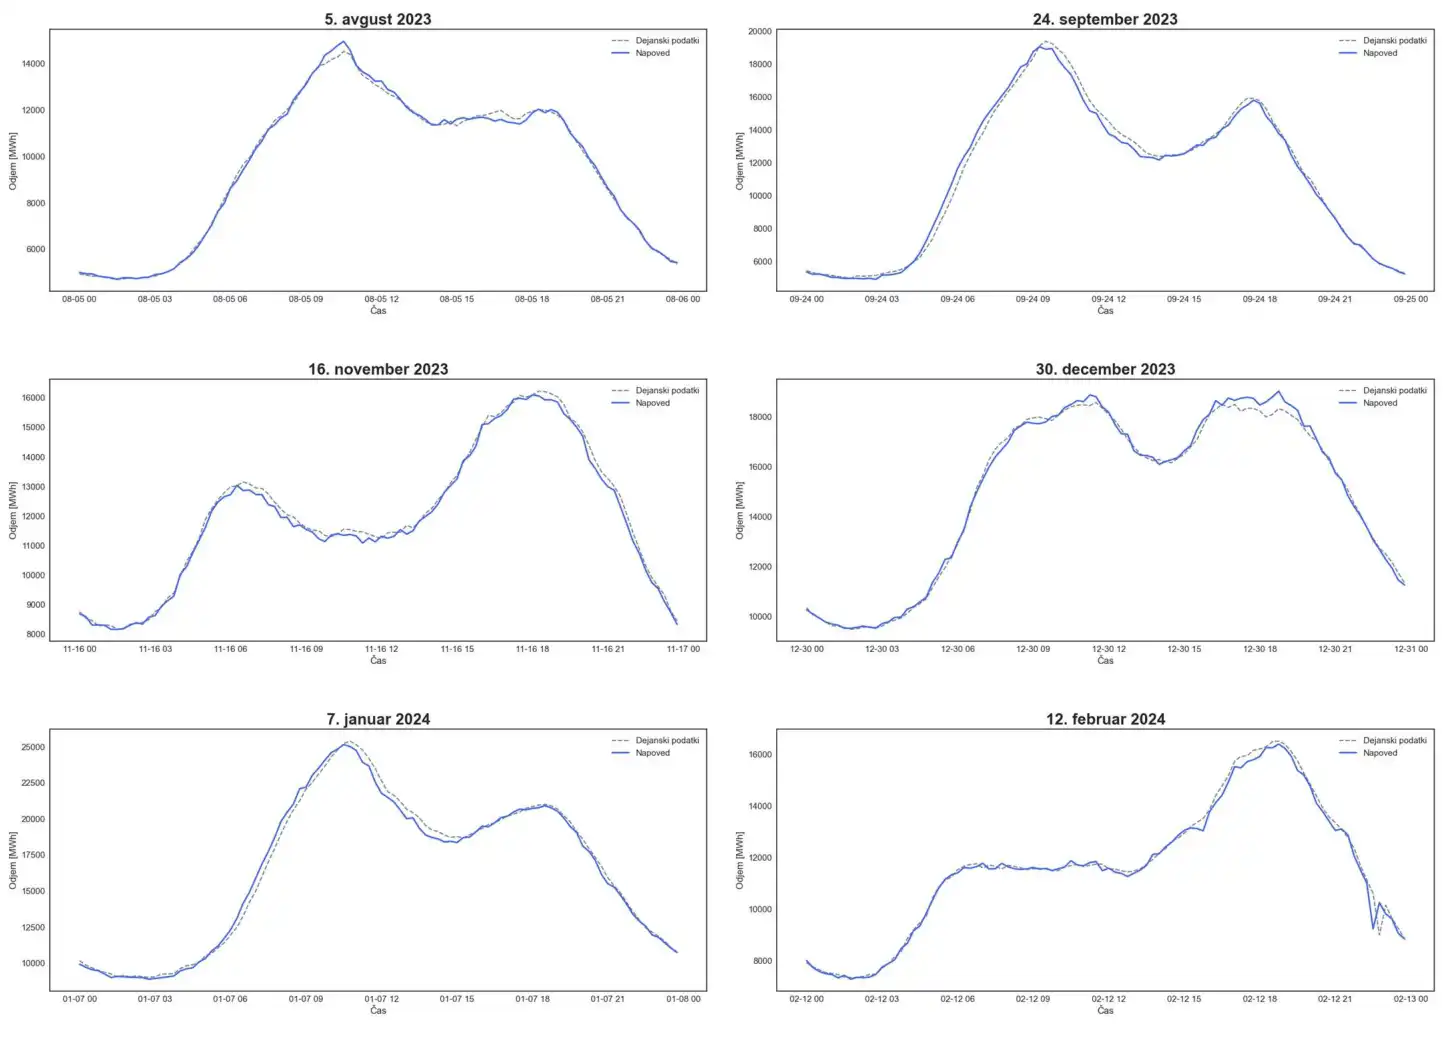 5. avgust 2023
Dejanski podatki
Napoved
Odjem [MWh]
14000
12000
10000
8000
6000
08-05 00 08-05 03 08-05 06 08-05 09 08-05 12 08-05 15 08-05 18 08-05 21 08-06 00
Čas
24. september 2023
Dejanski podatki
Napoved
Odjem [MWh]
20000
18000
16000
14000
12000
10000
8000
6000
09-24 00 09-24 03 09-24 06 09-24 09 09-24 12 09-24 15 09-24 18 09-24 21 09-25 00
Čas
16. november 2023
Dejanski podatki
Napoved
Odjem [MWh]
16000
15000
14000
13000
12000
11000
10000
9000
8000
11-16 00 11-16 03 11-16 06 11-16 09 11-16 12 11-16 15 11-16 18 11-16 21 11-17 00
Čas
30. december 2023
Dejanski podatki
Napoved
Odjem [MWh]
18000
16000
14000
12000
10000
12-30 00 12-30 03 12-30 06 12-30 09 12-30 12 12-30 15 12-30 18 12-30 21 12-31 00
Čas
7. januar 2024
Dejanski podatki
Napoved
Odjem [MWh]
25000
22500
20000
17500
15000
12500
10000
01-07 00 01-07 03 01-07 06 01-07 09 01-07 12 01-07 15 01-07 18 01-07 21 01-08 00
Čas
12. februar 2024
Dejanski podatki
Napoved
Odjem [MWh]
16000
14000
12000
10000
8000
02-12 00 02-12 03 02-12 06 02-12 09 02-12 12 02-12 15 02-12 18 02-12 21 02-13 00
Čas